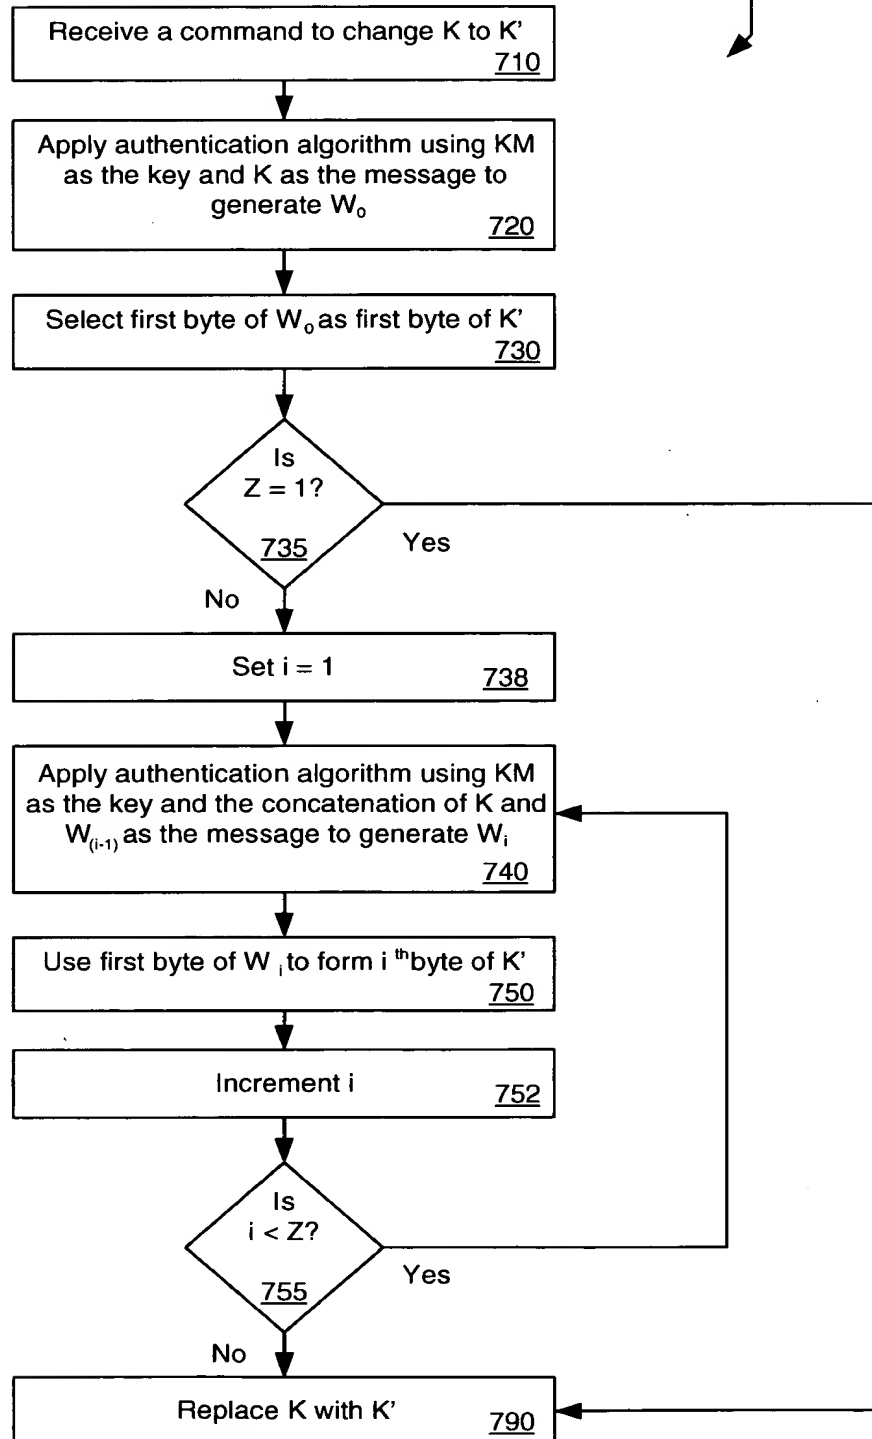 Receive a command to change K to K'
710
Apply authentication algorithm using KM
as the key and K as the message to
generate W₀
720
Select first byte of W₀ as first byte of K'
730
Is
Z = 1?
735
Yes
No
Set i = 1
738
Apply authentication algorithm using KM
as the key and the concatenation of K and
W₍ᵢ₋₁₎ as the message to generate Wᵢ
740
Use first byte of W ᵢ to form i ᵗʰ byte of K'
750
Increment i
752
Is
i < Z?
755
Yes
No
Replace K with K'
790